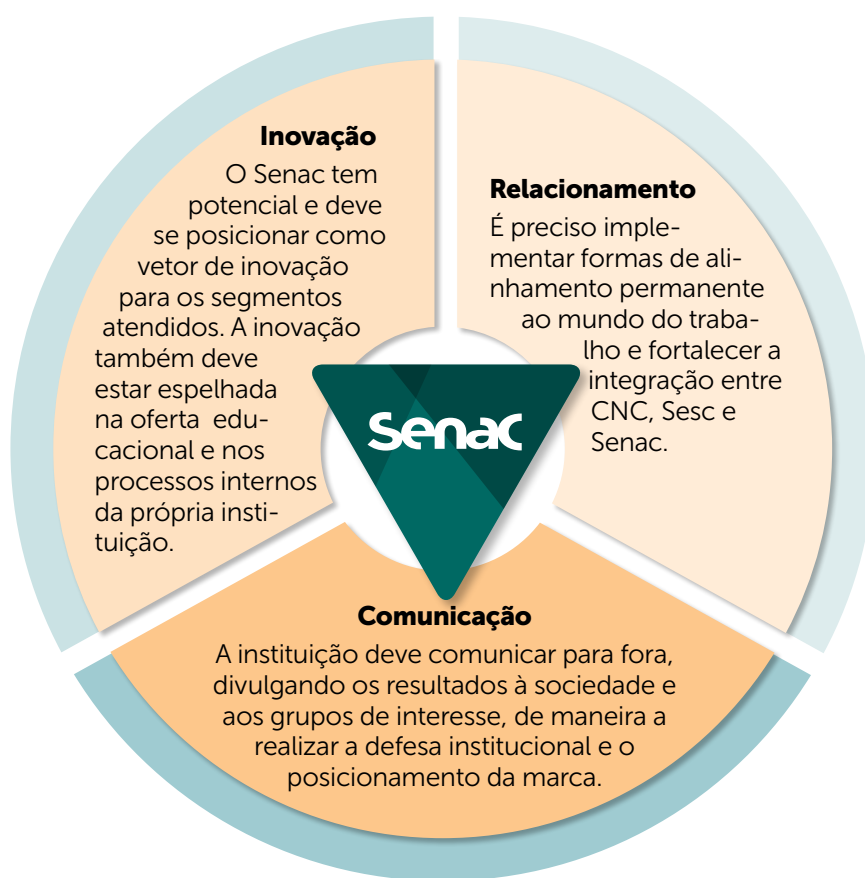 Inovação
O Senac tem
potencial e deve
se posicionar como
vetor de inovação
para os segmentos
atendidos. A inovação
também deve
estar espelhada
na oferta edu-
cacional e nos
processos internos
da própria insti-
tuição.
Relacionamento
É preciso imple-
mentar formas de ali-
nhamento permanente
ao mundo do traba-
lho e fortalecer a
integração entre
CNC, Sesc e
Senac.
Senac
Comunicação
A instituição deve comunicar para fora,
divulgando os resultados à sociedade e
aos grupos de interesse, de maneira a
realizar a defesa institucional e o
posicionamento da marca.